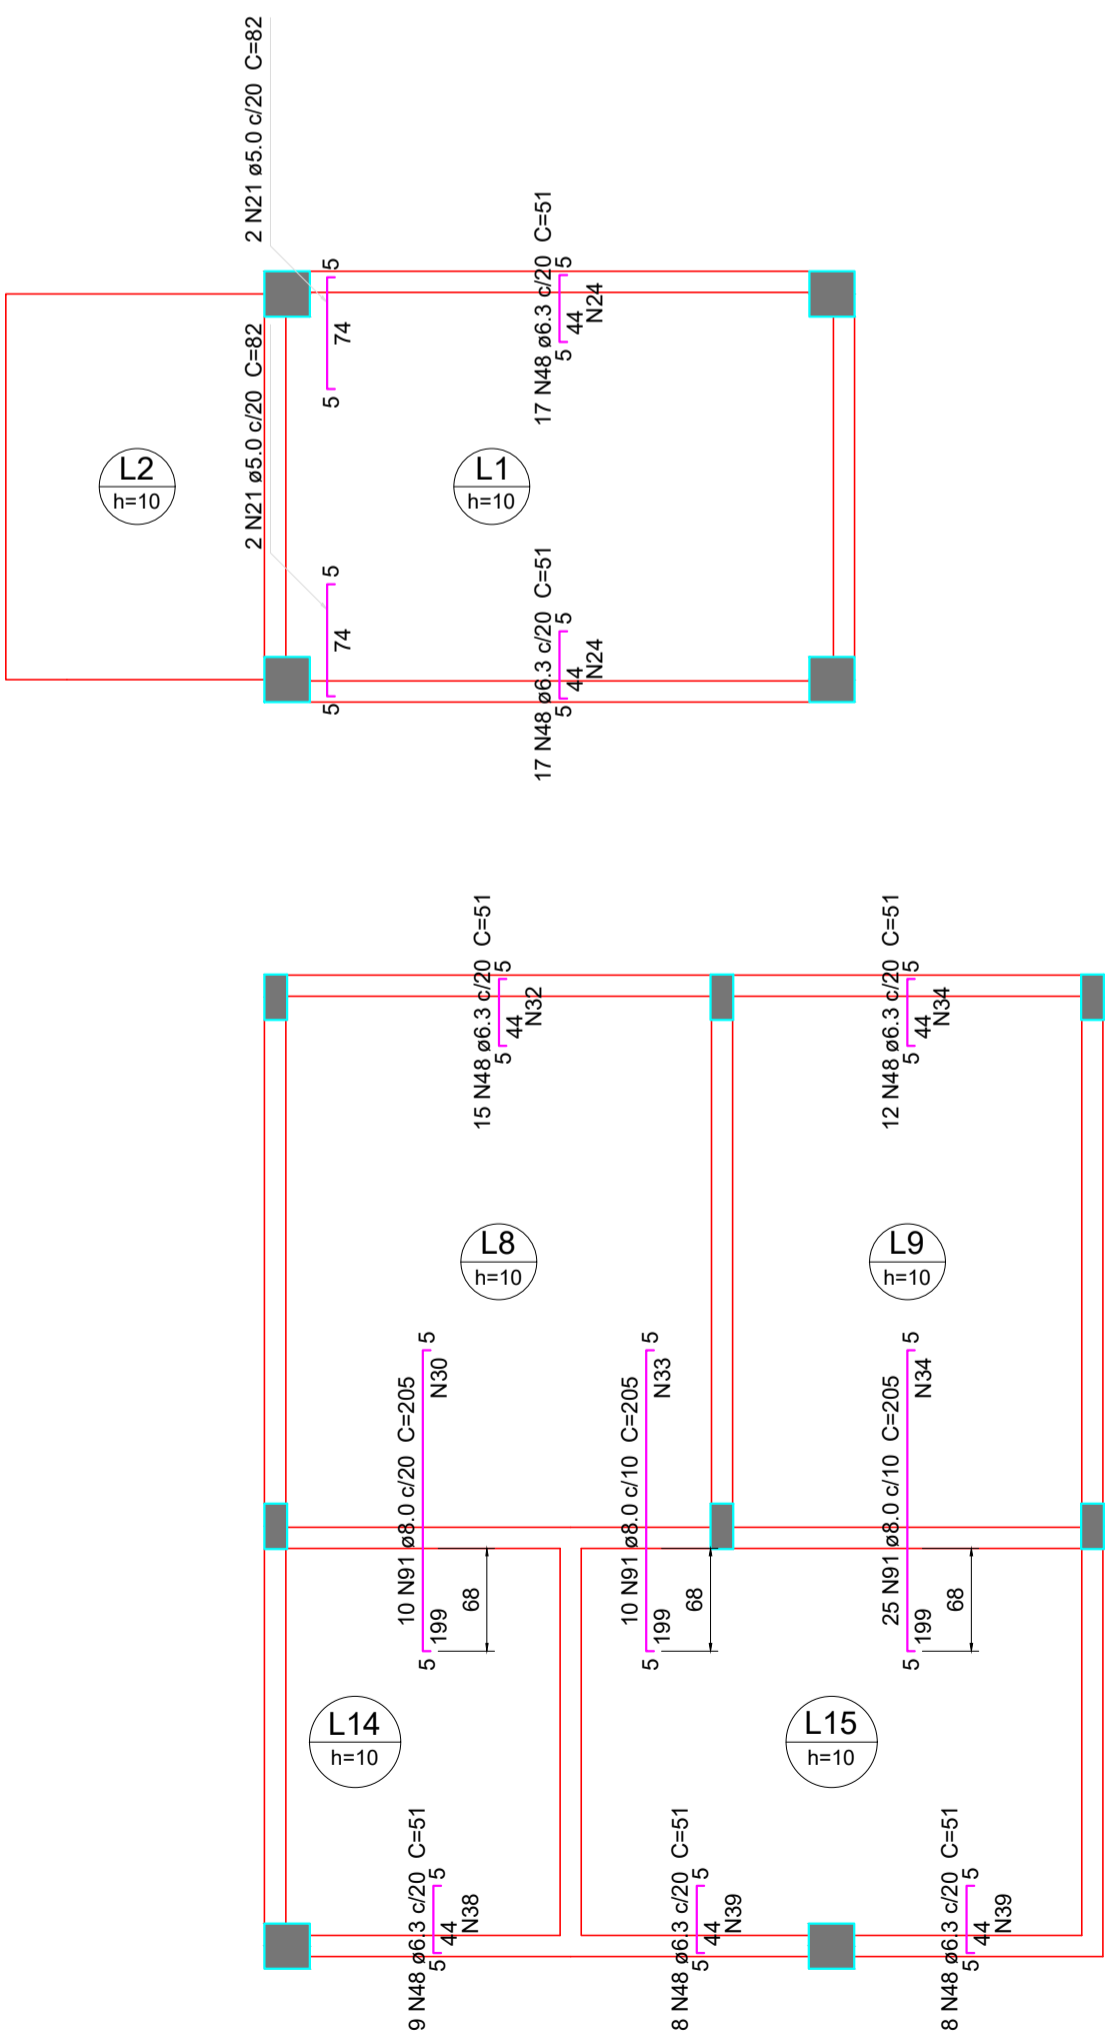 2 N21 ø5.0 c/20  C=82
5
74
5
2 N21 ø5.0 c/20  C=82
5
74
5
L2
h=10
L1
h=10
17 N48 ø6.3 c/20  C=51
5
44
5
N24
17 N48 ø6.3 c/20  C=51
5
44
5
N24
15 N48 ø6.3 c/20  C=51
5
44
5
N32
12 N48 ø6.3 c/20  C=51
5
44
5
N34
L8
h=10
L9
h=10
10 N91 ø8.0 c/20  C=205
5
199
5
N30
68
10 N91 ø8.0 c/10  C=205
5
199
5
N33
68
25 N91 ø8.0 c/10  C=205
5
199
5
N34
68
L14
h=10
L15
h=10
9 N48 ø6.3 c/20  C=51
5
44
5
N38
8 N48 ø6.3 c/20  C=51
5
44
5
N39
8 N48 ø6.3 c/20  C=51
5
44
5
N39